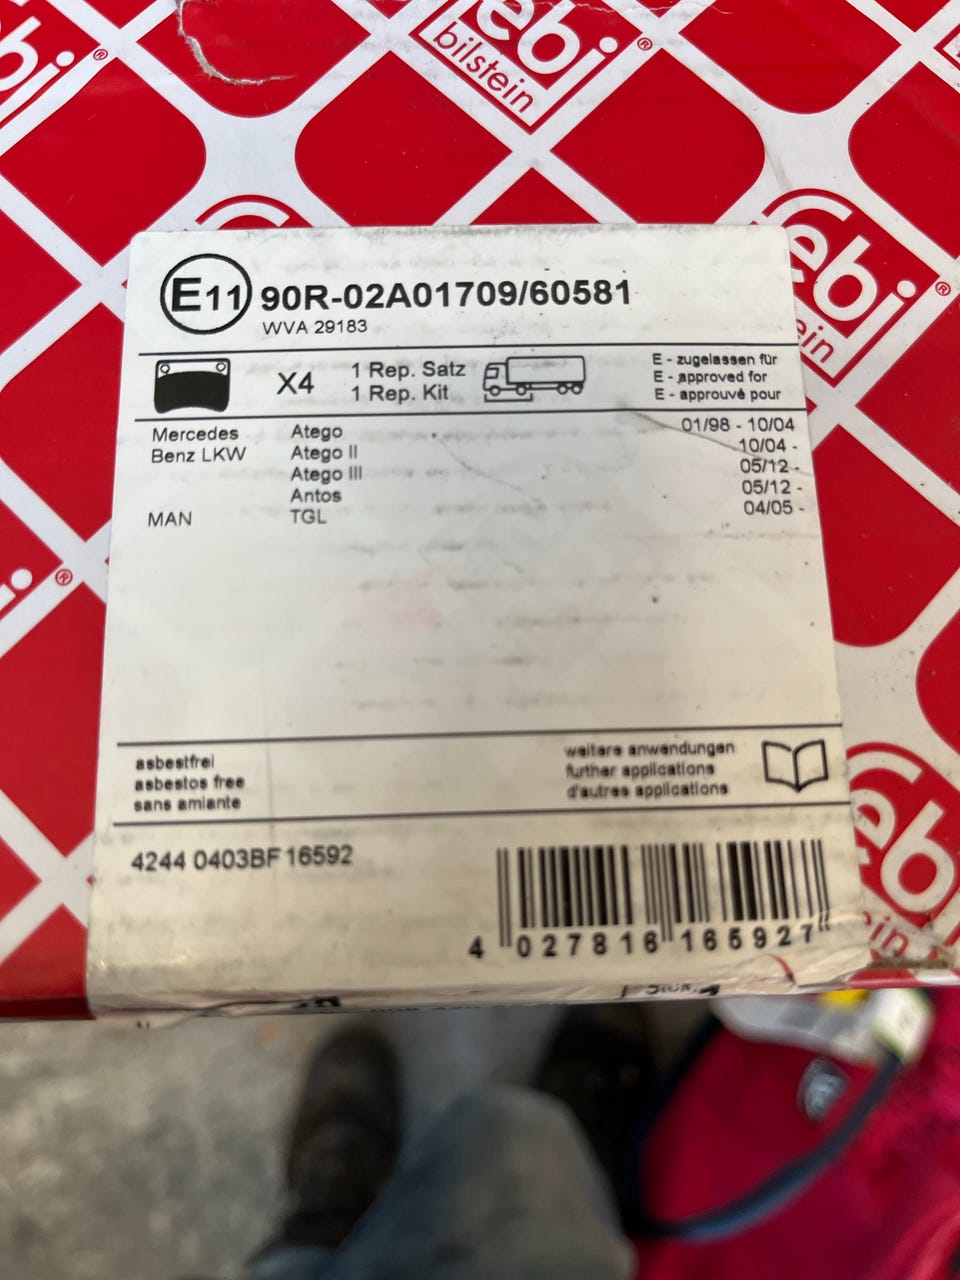 ebi®
bilstein
febi®
bilstein
E11 90R-02A01709/60581
WVA 29183
X4
1 Rep. Satz
1 Rep. Kit
E - zugelassen für
E - approved for
E - approuvé pour
Mercedes Atego 01/98 - 10/04
Benz LKW Atego II 10/04 -
Atego III 05/12 -
Antos 05/12 -
MAN TGL 04/05 -
asbestfrei
asbestos free
sans amiante
weitere anwendungen
further applications
d'autres applications
4244 0403BF 16592
4 027816 165927
ebi